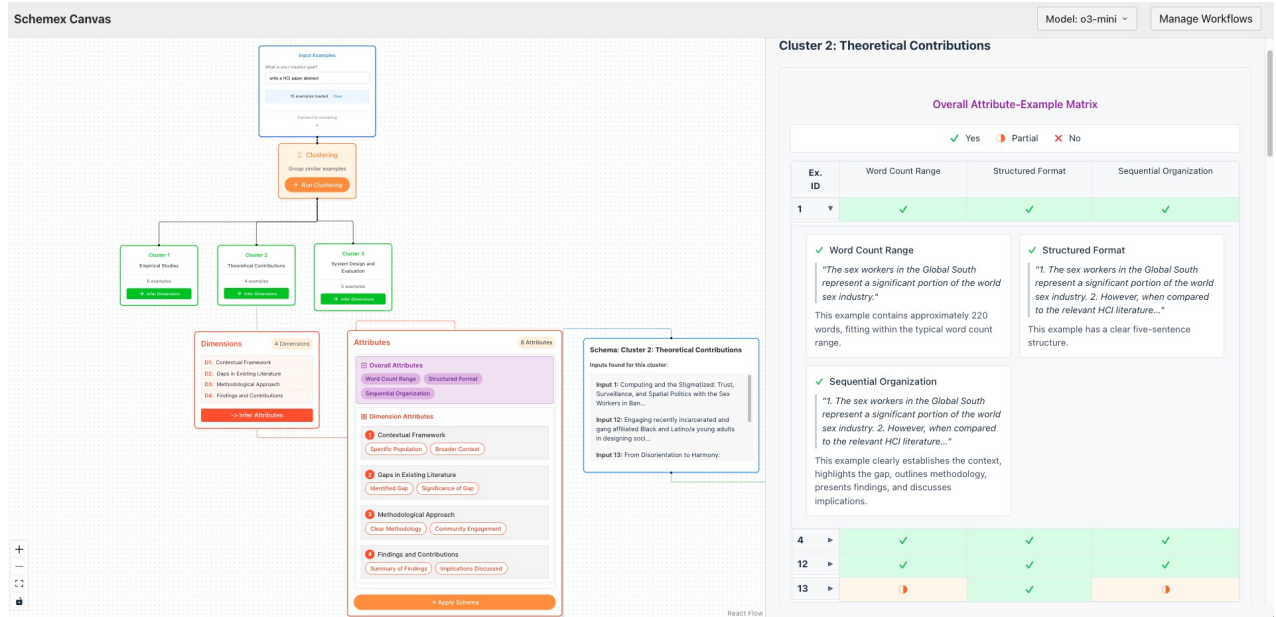 Schemex Canvas
Model: o3-mini
Manage Workflows
Input Examples
What is your creation goal?
write a HCI paper abstract
15 examples loaded Clear
Connect to clustering
Clustering
Group similar examples
→ Run Clustering
Cluster 1
Empirical Studies
6 examples
→ Infer Dimensions
Cluster 2
Theoretical Contributions
4 examples
→ Infer Dimensions
Cluster 3
System Design and
Evaluation
5 examples
→ Infer Dimensions
Dimensions
4 Dimensions
D1: Contextual Framework
D2: Gaps in Existing Literature
D3: Methodological Approach
D4: Findings and Contributions
-> Infer Attributes
Attributes
8 Attributes
Overall Attributes
Word Count Range
Structured Format
Sequential Organization
Dimension Attributes
1 Contextual Framework
Specific Population
Broader Context
2 Gaps in Existing Literature
Identified Gap
Significance of Gap
3 Methodological Approach
Clear Methodology
Community Engagement
4 Findings and Contributions
Summary of Findings
Implications Discussed
→ Apply Schema
Schema: Cluster 2: Theoretical Contributions
Inputs found for this cluster:
Input 1: Computing and the Stigmatized: Trust,
Surveillance, and Spatial Politics with the Sex
Workers in Ban...
Input 12: Engaging recently incarcerated and
gang affiliated Black and Latino/a young adults
in designing soci...
Input 13: From Disorientation to Harmony:
React Flow
Cluster 2: Theoretical Contributions
Overall Attribute-Example Matrix
✓ Yes Partial ✕ No
Ex.
ID
Word Count Range
Structured Format
Sequential Organization
1
✓ Word Count Range
"The sex workers in the Global South
represent a significant portion of the world
sex industry."
This example contains approximately 220
words, fitting within the typical word count
range.
✓ Structured Format
"1. The sex workers in the Global South
represent a significant portion of the world
sex industry. 2. However, when compared
to the relevant HCI literature..."
This example has a clear five-sentence
structure.
✓ Sequential Organization
"1. The sex workers in the Global South
represent a significant portion of the world
sex industry. 2. However, when compared
to the relevant HCI literature..."
This example clearly establishes the context,
highlights the gap, outlines methodology,
presents findings, and discusses
implications.
4
12
13